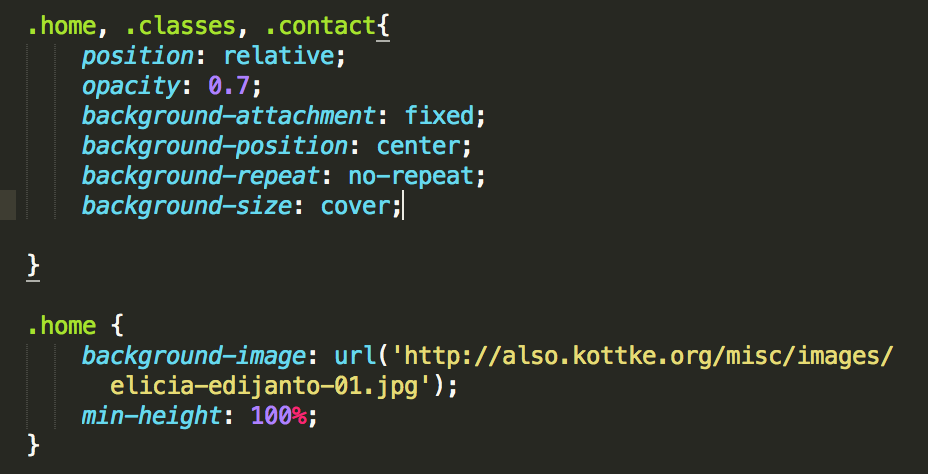 .home, .classes, .contact{
position: relative;
opacity: 0.7;
background-attachment: fixed;
background-position: center;
background-repeat: no-repeat;
background-size: cover;
}
.home {
background-image: url('http://also.kottke.org/misc/images/
elicia-edijanto-01.jpg');
min-height: 100%;
}